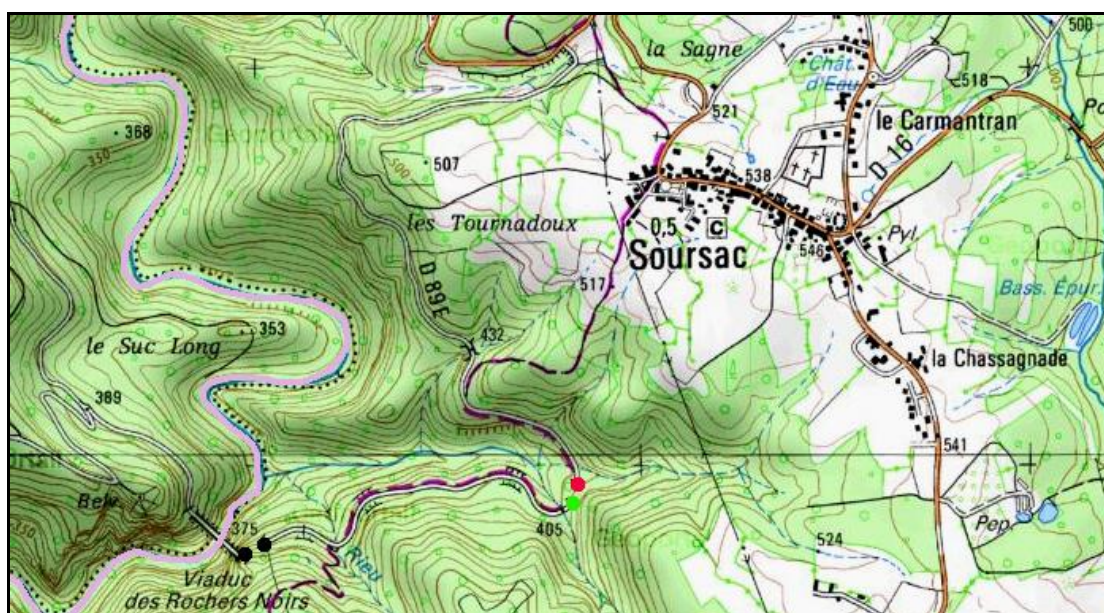 la Sagne
Chât.
d'Eau
500
518
521
368
350
le Carmantran
500
507
538
D 16
les Tournadoux
0,5
C
Soursac
Pyl
546
517
D 89E
Bass. Épur.
432
353
le Suc Long
la Chassagnade
389
541
Belv.
375
405
Rieu
Pep.
524
Viaduc
des Rochers Noirs